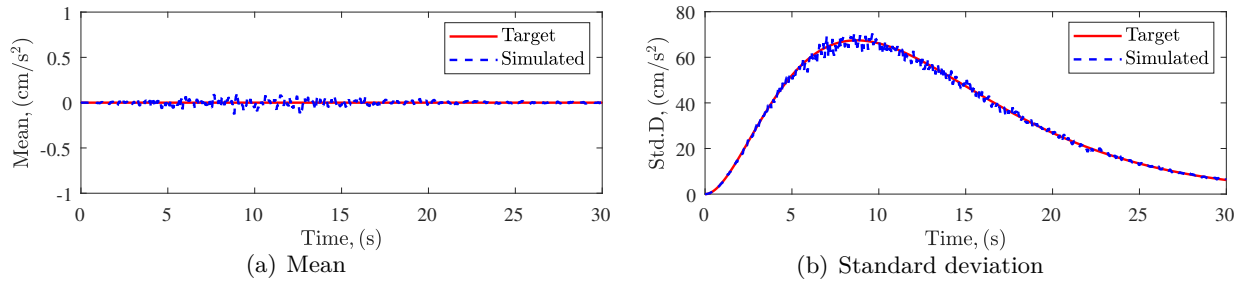 Mean, (cm/s²)
1
0.5
0
-0.5
-1
Target
Simulated
0 5 10 15 20 25 30
Time, (s)
(a) Mean
Std.D, (cm/s²)
80
60
40
20
0
Target
Simulated
0 5 10 15 20 25 30
Time, (s)
(b) Standard deviation